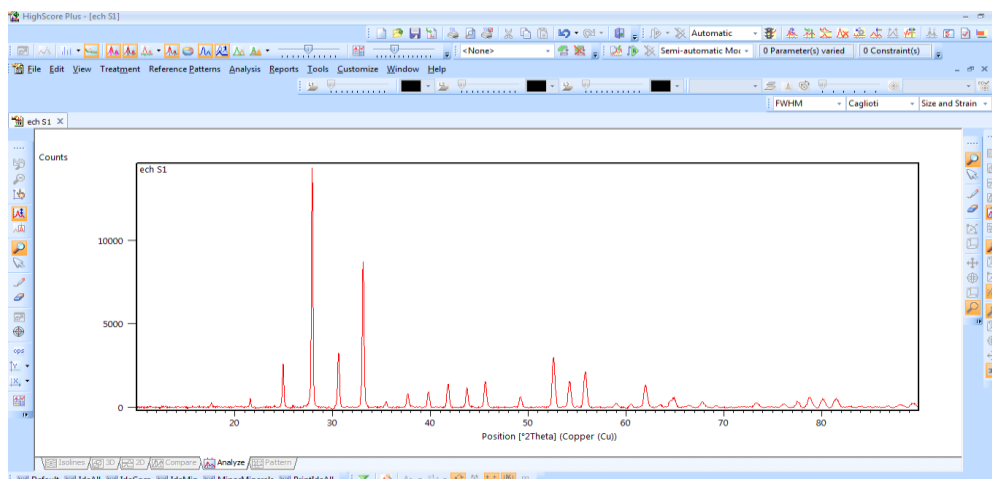 HighScore Plus - [ech S1]
Automatic
<None>
Semi-automatic Mo
0 Parameter(s) varied
0 Constraint(s)
File Edit View Treatment Reference Patterns Analysis Reports Tools Customize Window Help
FWHM
Caglioti
Size and Strain
ech S1
Counts
ech S1
10000
5000
0
20 30 40 50 60 70 80
Position [°2Theta] (Copper (Cu))
cps
Isolines 3D 2D Compare Analyze Pattern